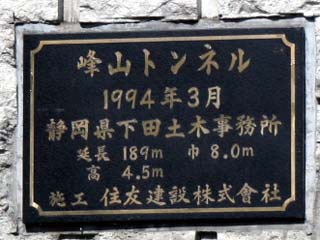 峰山トンネル
1994年3月
静岡県下田土木事務所
延長 189m 巾 8.0m
高 4.5m
施工 住友建設株式會社